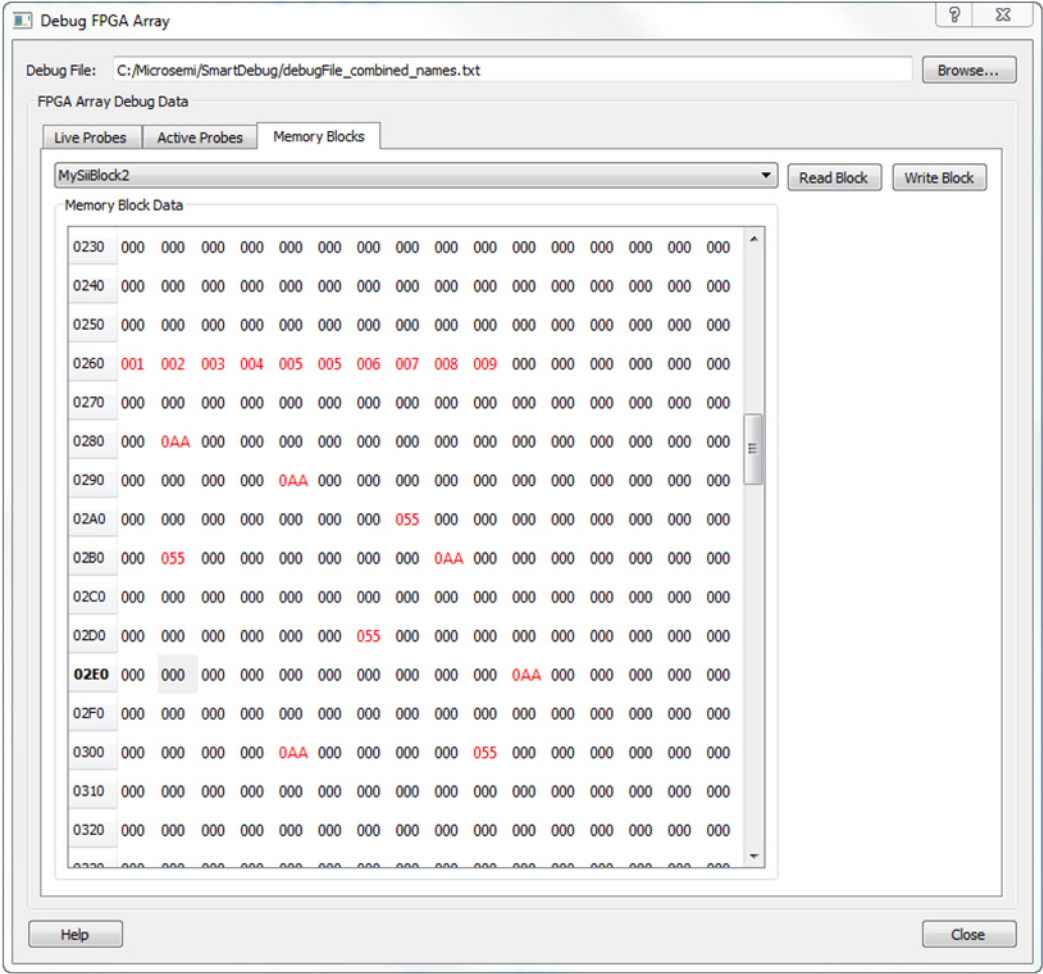 Debug FPGA Array
Debug File: C:/Microsemi/SmartDebug/debugFile_combined_names.txt Browse...
FPGA Array Debug Data
Live Probes Active Probes Memory Blocks
MySiiBlock2 Read Block Write Block
Memory Block Data
0230 000 000 000 000 000 000 000 000 000 000 000 000 000 000 000 000
0240 000 000 000 000 000 000 000 000 000 000 000 000 000 000 000 000
0250 000 000 000 000 000 000 000 000 000 000 000 000 000 000 000 000
0260 001 002 003 004 005 005 006 007 008 009 000 000 000 000 000 000
0270 000 000 000 000 000 000 000 000 000 000 000 000 000 000 000 000
0280 000 0AA 000 000 000 000 000 000 000 000 000 000 000 000 000 000
0290 000 000 000 000 0AA 000 000 000 000 000 000 000 000 000 000 000
02A0 000 000 000 000 000 000 000 055 000 000 000 000 000 000 000 000
02B0 000 055 000 000 000 000 000 000 0AA 000 000 000 000 000 000 000
02C0 000 000 000 000 000 000 000 000 000 000 000 000 000 000 000 000
02D0 000 000 000 000 000 000 055 000 000 000 000 000 000 000 000 000
02E0 000 000 000 000 000 000 000 000 000 000 0AA 000 000 000 000 000
02F0 000 000 000 000 000 000 000 000 000 000 000 000 000 000 000 000
0300 000 000 000 000 0AA 000 000 000 000 055 000 000 000 000 000 000
0310 000 000 000 000 000 000 000 000 000 000 000 000 000 000 000 000
0320 000 000 000 000 000 000 000 000 000 000 000 000 000 000 000 000
Help Close